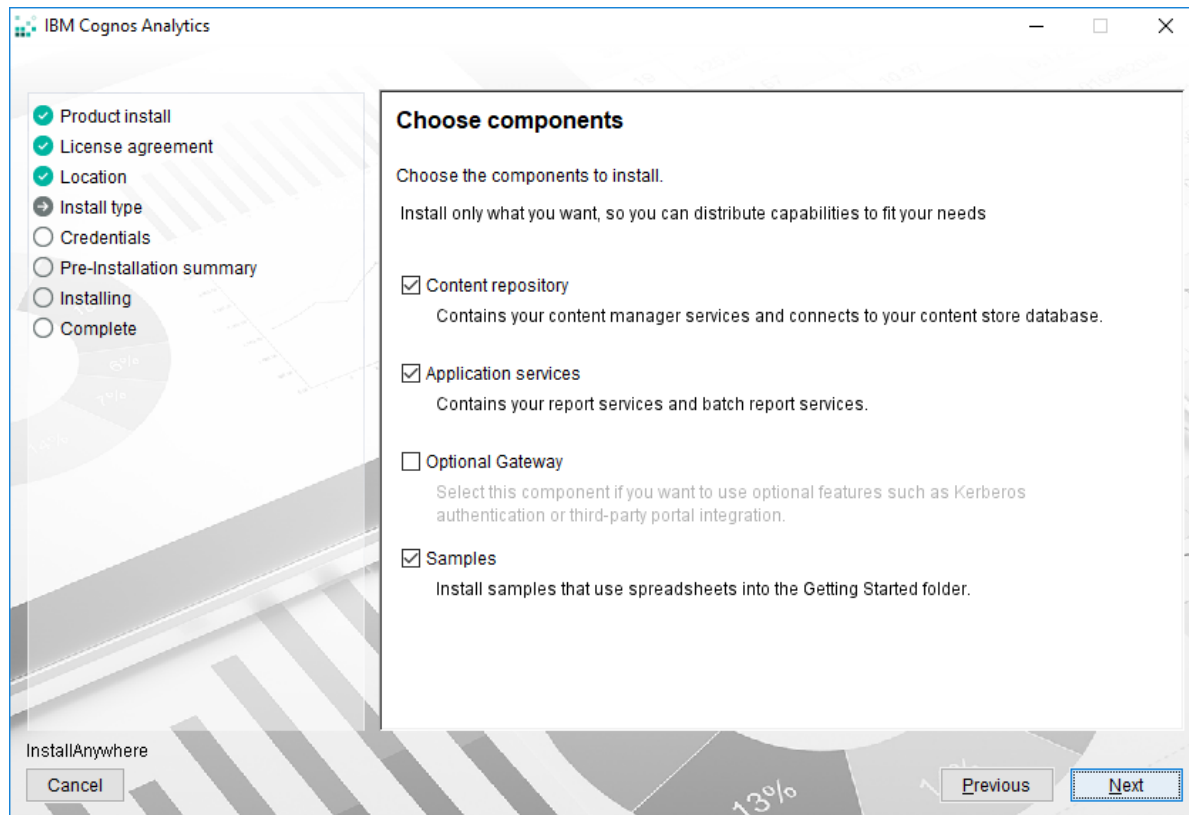 IBM Cognos Analytics
Product install
License agreement
Location
Install type
Credentials
Pre-Installation summary
Installing
Complete
Choose components
Choose the components to install.
Install only what you want, so you can distribute capabilities to fit your needs
Content repository
Contains your content manager services and connects to your content store database.
Application services
Contains your report services and batch report services.
Optional Gateway
Select this component if you want to use optional features such as Kerberos
authentication or third-party portal integration.
Samples
Install samples that use spreadsheets into the Getting Started folder.
InstallAnywhere
Cancel
Previous
Next
13%